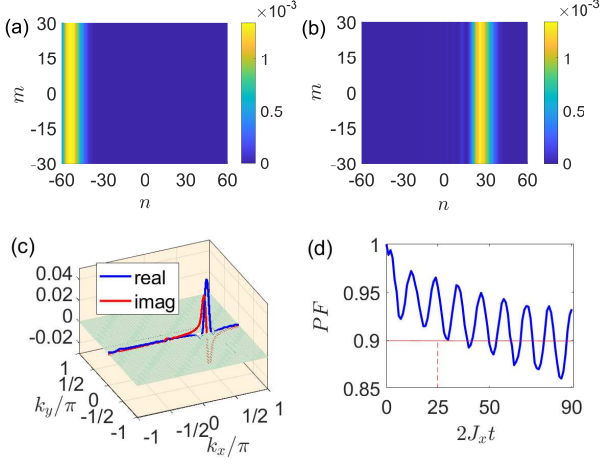 (a)
×10⁻³
30
15
0
-15
-30
m
-60 -30 0 30 60
n
1
0.5
0
(b)
×10⁻³
30
15
0
-15
-30
m
-60 -30 0 30 60
n
1
0.5
0
(c)
0.04
0.02
0
-0.02
real
imag
1
1/2
0
-1/2
-1
k_y/π
-1
-1/2
0
1/2
1
k_x/π
(d)
1
0.95
0.9
0.85
PF
0 25 50 90
2J_xt